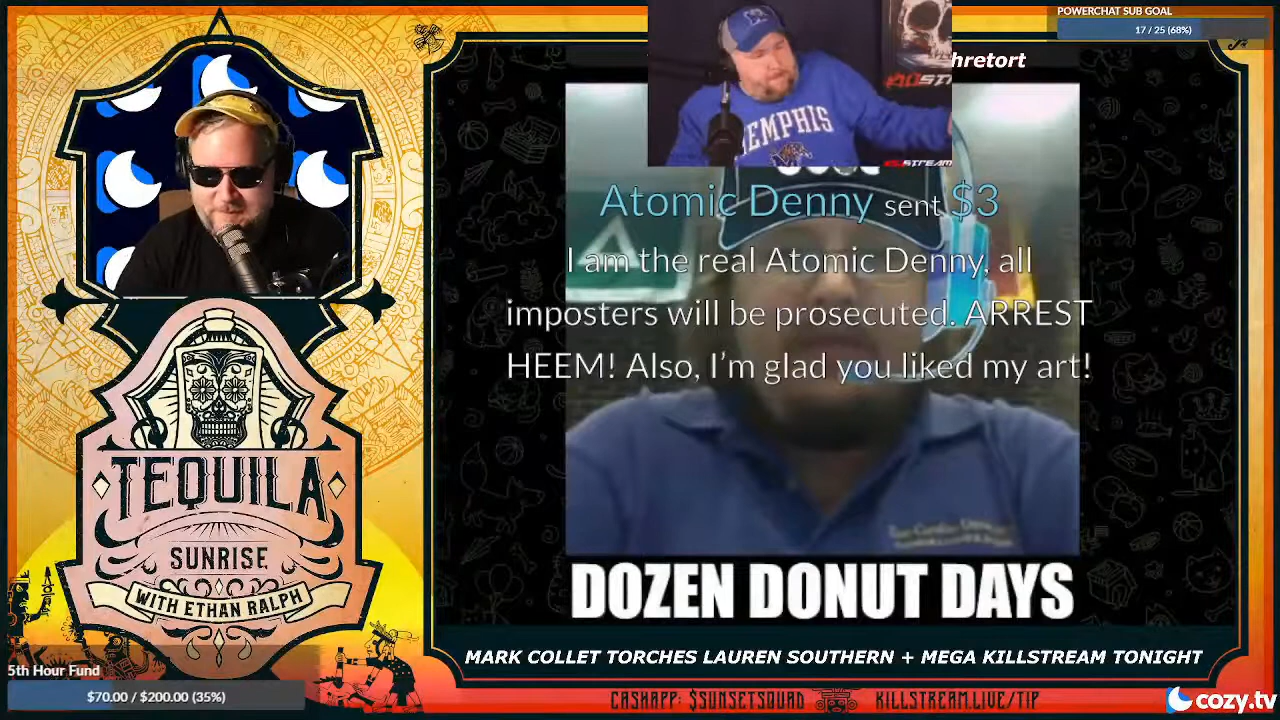 POWERCHAT SUB GOAL
17 / 25 (68%)
hretort
MEMPHIS
KILLSTREAM
Atomic Denny sent $3
I am the real Atomic Denny, all
imposters will be prosecuted. ARREST
HEEM! Also, I'm glad you liked my art!
TEQUILA
SUNRISE
WITH ETHAN RALPH
DOZEN DONUT DAYS
MARK COLLET TORCHES LAUREN SOUTHERN + MEGA KILLSTREAM TONIGHT
5th Hour Fund
$70.00 / $200.00 (35%)
CASHAPP: $SUNSETSQUAD
KILLSTREAM.LIVE/TIP
cozy.tv